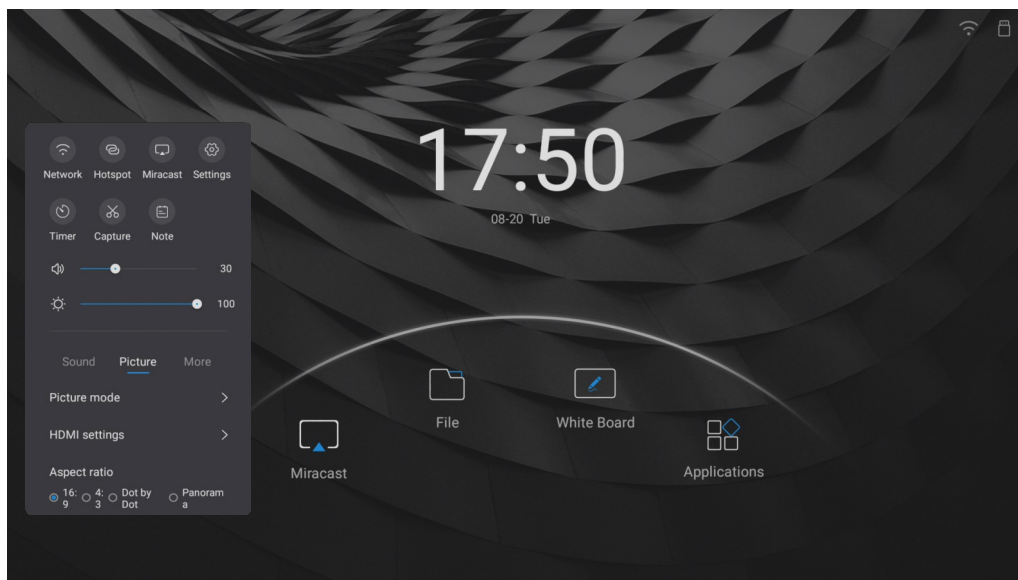 17:50
08-20 Tue
Network Hotspot Miracast Settings
Timer Capture Note
30
100
Sound Picture More
Picture mode
HDMI settings
Aspect ratio
16:
9
4:
3
Dot by
Dot
Panoram
a
Miracast
File
White Board
Applications